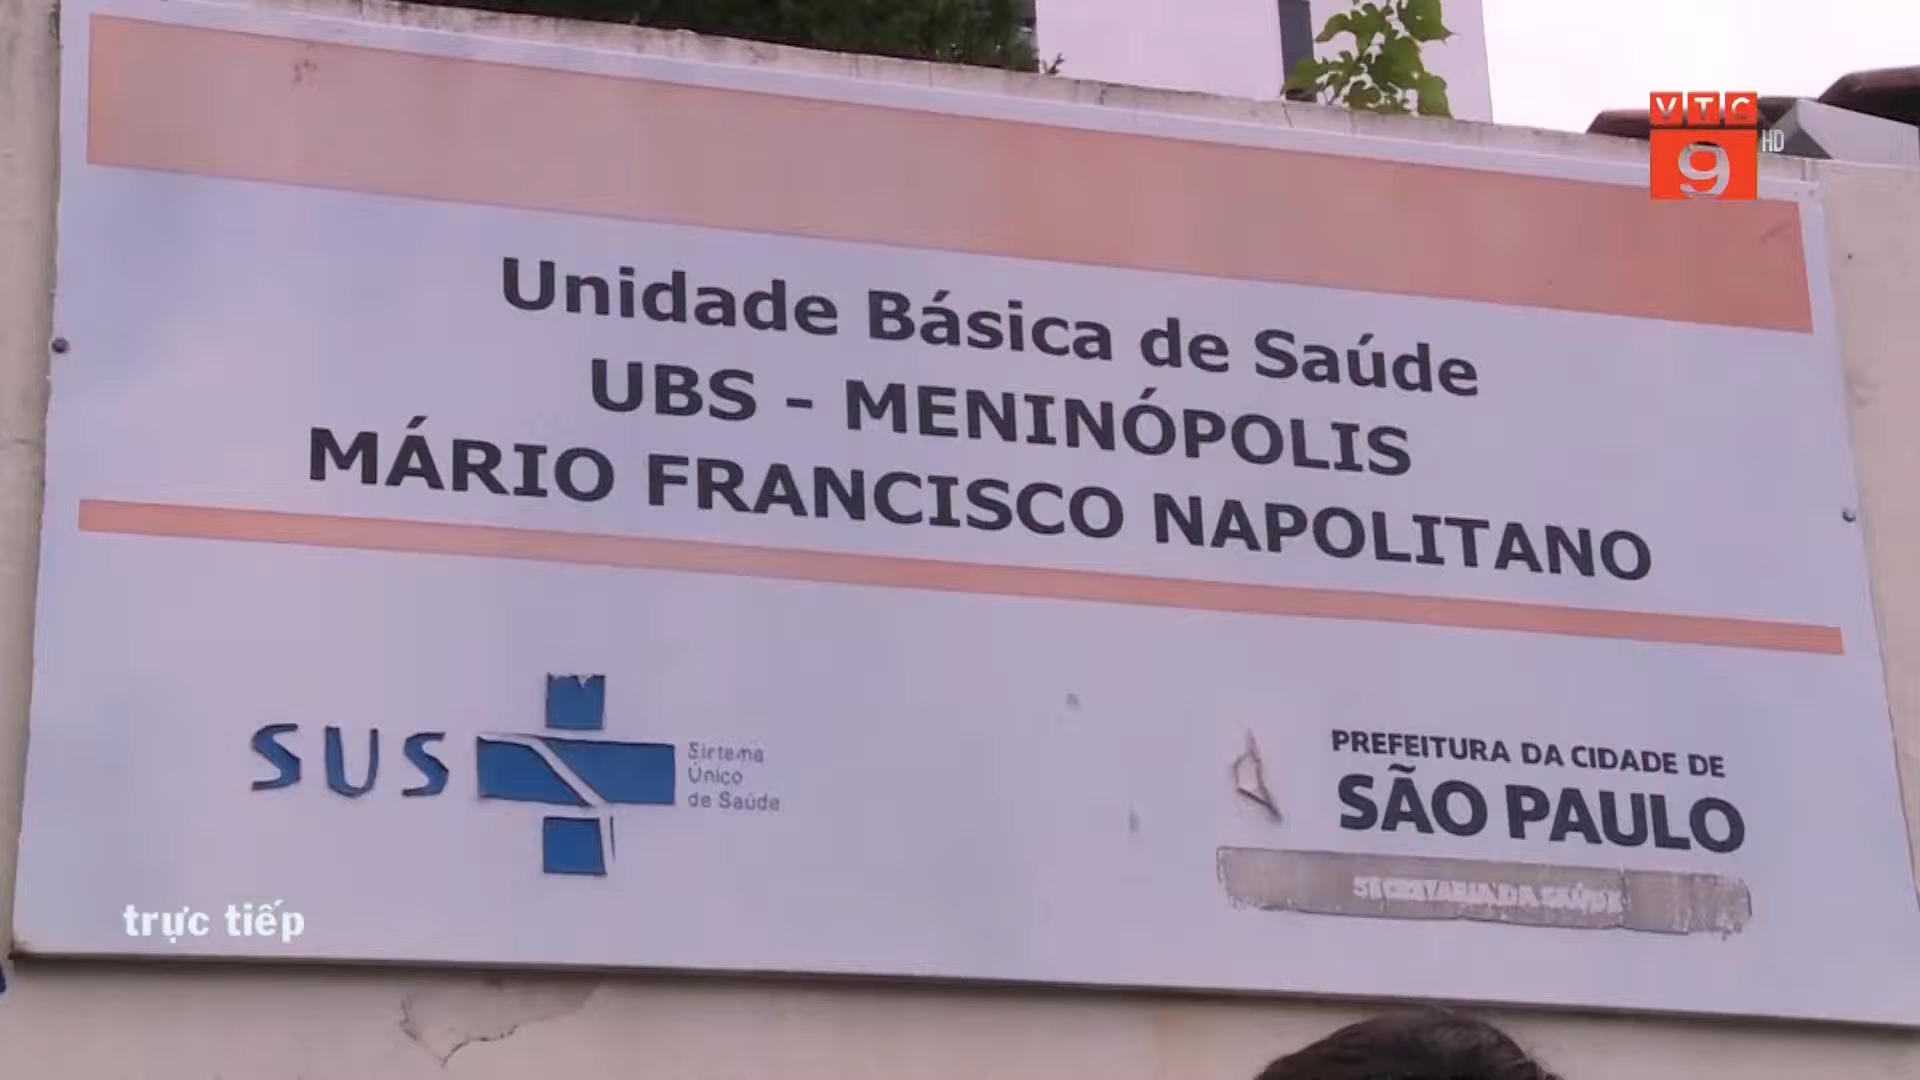 VTC
9 HD
Unidade Básica de Saúde
UBS - MENINÓPOLIS
MÁRIO FRANCISCO NAPOLITANO
SUS
Sistema
Único
de Saúde
PREFEITURA DA CIDADE DE
SÃO PAULO
SECRETARIA DA SAÚDE
trực tiếp